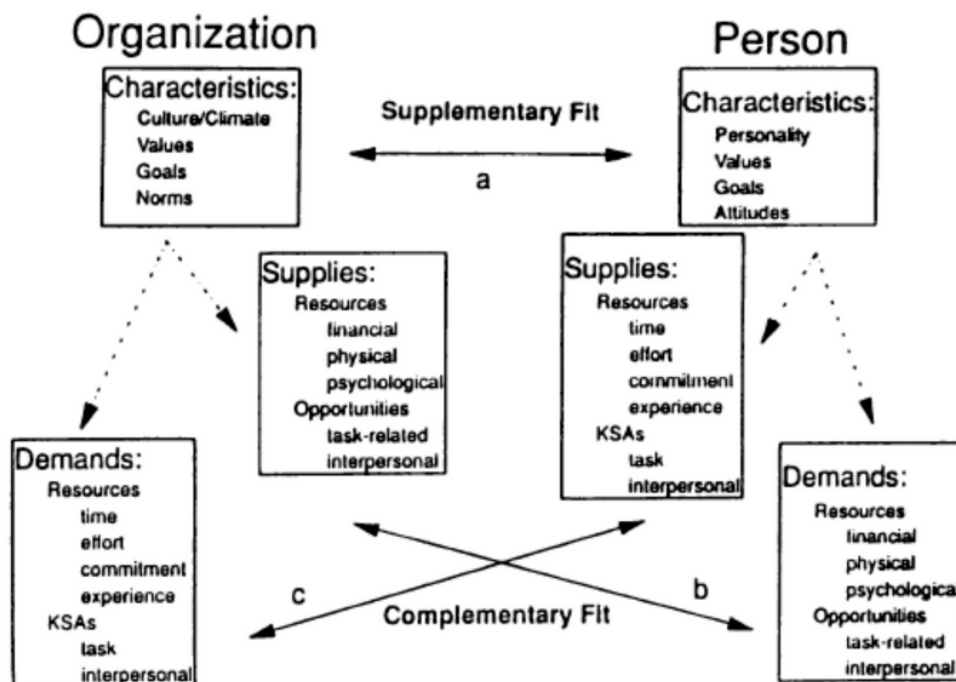 Organization
Person
Characteristics:
Culture/Climate
Values
Goals
Norms
Supplementary Fit
a
Characteristics:
Personality
Values
Goals
Attitudes
Supplies:
Resources
financial
physical
psychological
Opportunities
task-related
interpersonal
Supplies:
Resources
time
effort
commitment
experience
KSAs
task
interpersonal
Demands:
Resources
time
effort
commitment
experience
KSAs
task
interpersonal
c
Complementary Fit
b
Demands:
Resources
financial
physical
psychological
Opportunities
task-related
interpersonal